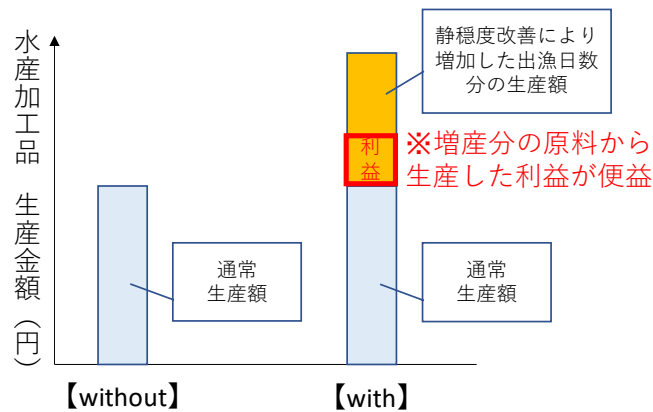 水産加工品 生産金額（円）
静穏度改善により
増加した出漁日数
分の生産額
利
益
※増産分の原料から
生産した利益が便益
通常
生産額
通常
生産額
【without】
【with】